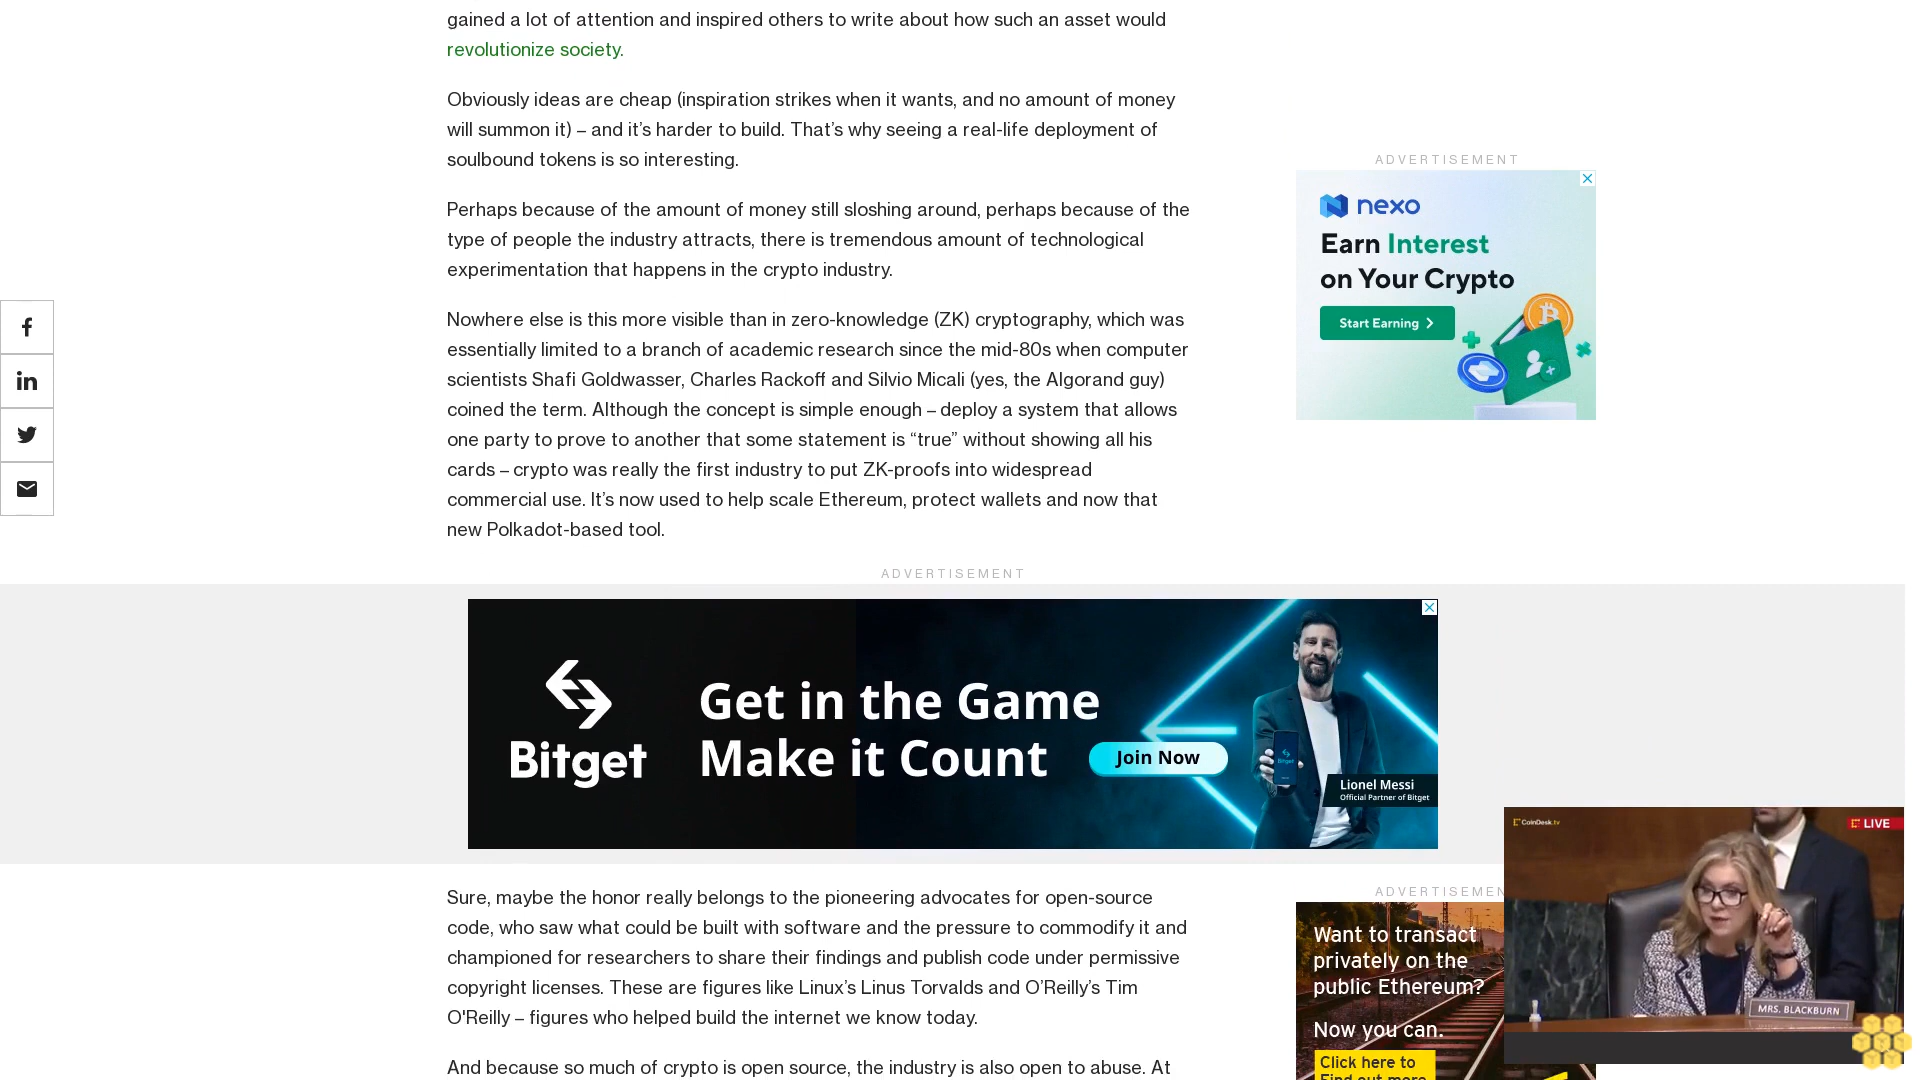 gained a lot of attention and inspired others to write about how such an asset would
revolutionize society.
Obviously ideas are cheap (inspiration strikes when it wants, and no amount of money
will summon it) – and it’s harder to build. That’s why seeing a real-life deployment of
soulbound tokens is so interesting.
Perhaps because of the amount of money still sloshing around, perhaps because of the
type of people the industry attracts, there is tremendous amount of technological
experimentation that happens in the crypto industry.
Nowhere else is this more visible than in zero-knowledge (ZK) cryptography, which was
essentially limited to a branch of academic research since the mid-80s when computer
scientists Shafi Goldwasser, Charles Rackoff and Silvio Micali (yes, the Algorand guy)
coined the term. Although the concept is simple enough – deploy a system that allows
one party to prove to another that some statement is “true” without showing all his
cards – crypto was really the first industry to put ZK-proofs into widespread
commercial use. It’s now used to help scale Ethereum, protect wallets and now that
new Polkadot-based tool.
ADVERTISEMENT
nexo
Earn Interest
on Your Crypto
Start Earning
ADVERTISEMENT
Bitget
Get in the Game
Make it Count
Join Now
Lionel Messi
Official Partner of Bitget
Bitget
Sure, maybe the honor really belongs to the pioneering advocates for open-source
code, who saw what could be built with software and the pressure to commodify it and
championed for researchers to share their findings and publish code under permissive
copyright licenses. These are figures like Linux’s Linus Torvalds and O’Reilly’s Tim
O'Reilly – figures who helped build the internet we know today.
And because so much of crypto is open source, the industry is also open to abuse. At
ADVERTISEMEN
Want to transact
privately on the
public Ethereum?
Now you can.
Click here to
Find out more
CoinDesk.tv
LIVE
MRS. BLACKBURN